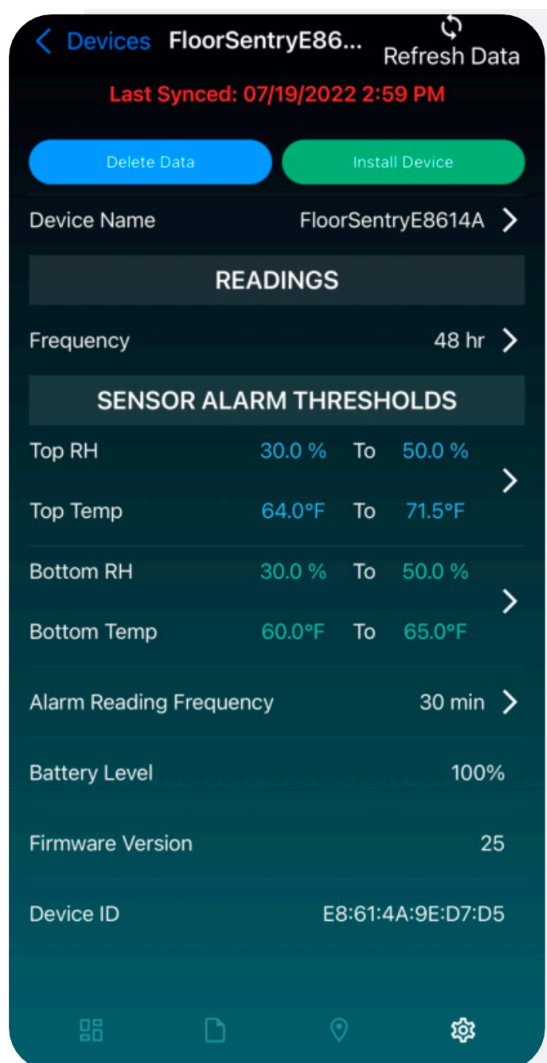 Devices FloorSentryE86... Refresh Data
Last Synced: 07/19/2022 2:59 PM
Delete Data Install Device
Device Name FloorSentryE8614A
READINGS
Frequency 48 hr
SENSOR ALARM THRESHOLDS
Top RH 30.0 % To 50.0 %
Top Temp 64.0°F To 71.5°F
Bottom RH 30.0 % To 50.0 %
Bottom Temp 60.0°F To 65.0°F
Alarm Reading Frequency 30 min
Battery Level 100%
Firmware Version 25
Device ID E8:61:4A:9E:D7:D5